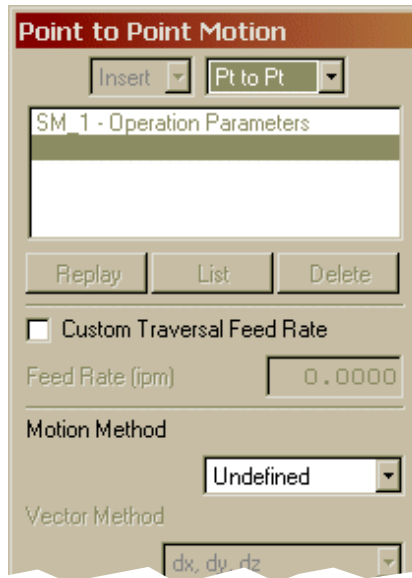 Point to Point Motion
Insert Pt to Pt
SM_1 - Operation Parameters
Replay List Delete
Custom Traversal Feed Rate
Feed Rate (ipm) 0.0000
Motion Method
Undefined
Vector Method
dx, dy, dz